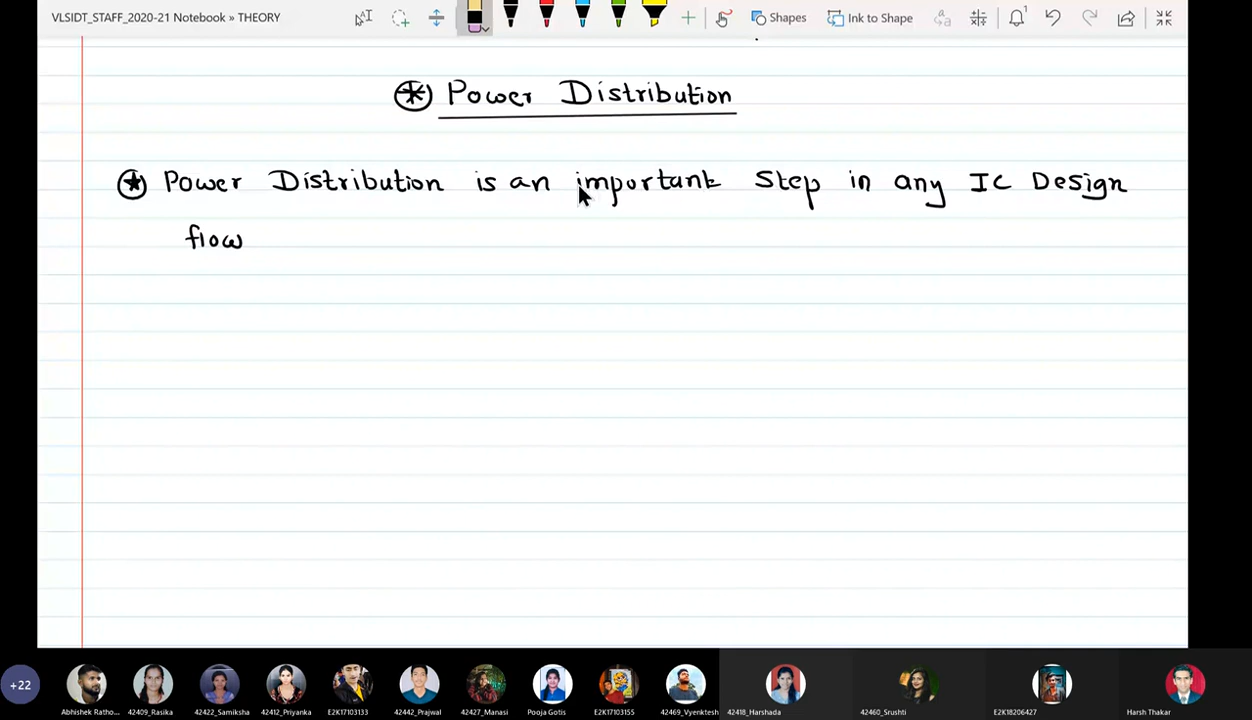 VLSIDT_STAFF_2020-21 Notebook » THEORY
Shapes
Ink to Shape
Power Distribution
Power Distribution is an important Step in any IC Design
flow
+22
Abhishek Ratho...
42409_Rasika
42422_Samiksha
42412_Priyanka
E2K17103133
42442_Prajwal
42427_Manasi
Pooja Gotis
E2K17103155
42469_Vyenktesh
42418_Harshada
42460_Srushti
E2K18206427
Harsh Thakar